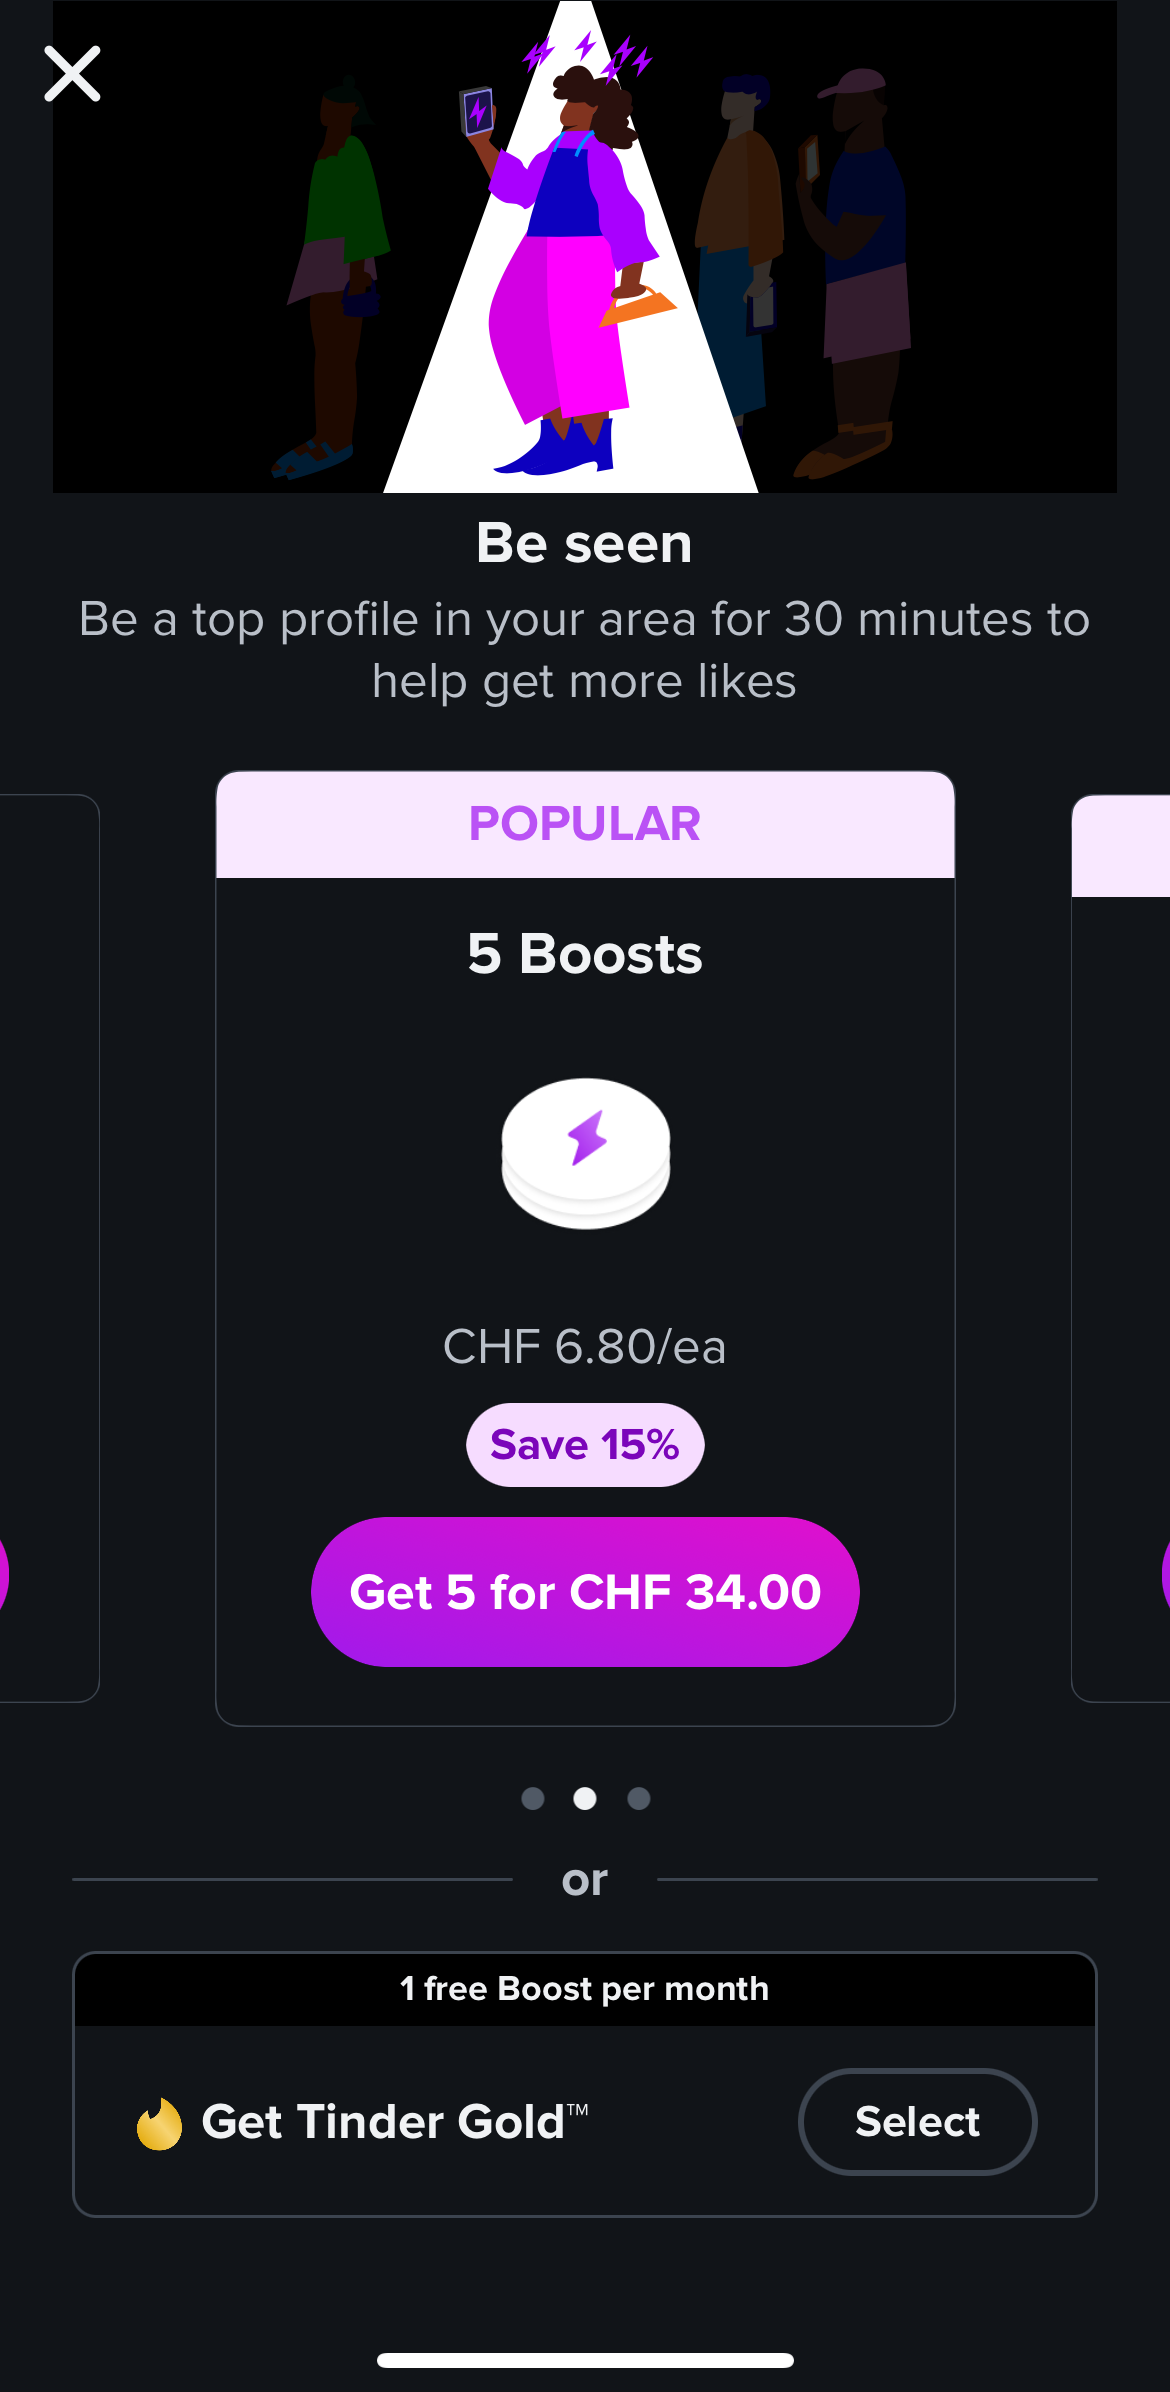 Be seen
Be a top profile in your area for 30 minutes to
help get more likes
POPULAR
5 Boosts
CHF 6.80/ea
Save 15%
Get 5 for CHF 34.00
or
1 free Boost per month
Get Tinder Gold™
Select